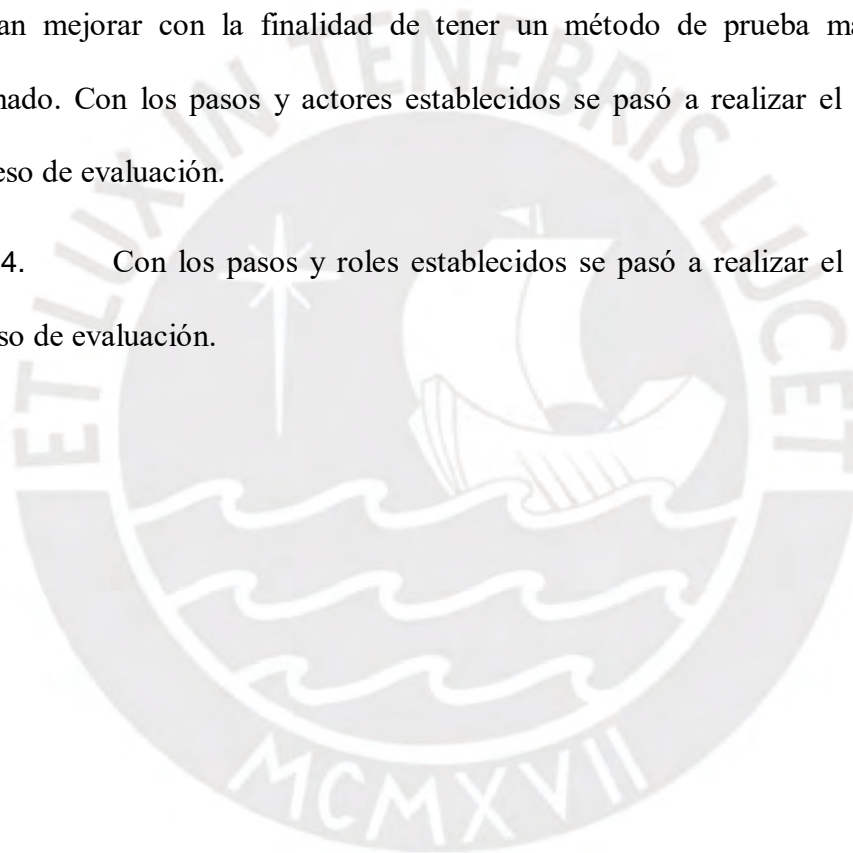 an mejorar con la finalidad de tener un método de prueba
nado. Con los pasos y actores establecidos se pasó a realizar el
eso de evaluación.
4. Con los pasos y roles establecidos se pasó a realizar el
so de evaluación.
ET LUX IN TENEBRIS LUCET
MCMXVII